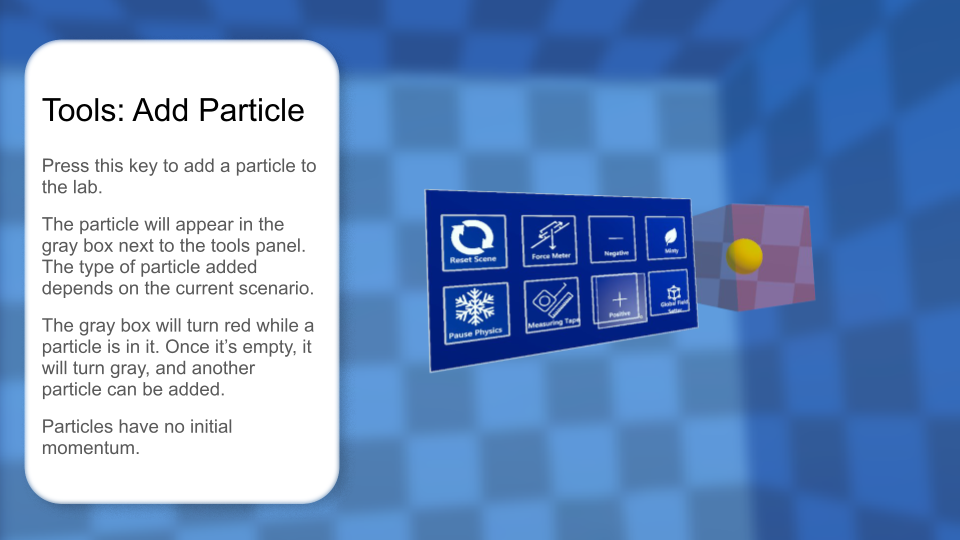 Tools: Add Particle
Press this key to add a particle to
the lab.
The particle will appear in the
gray box next to the tools panel.
The type of particle added
depends on the current scenario.
The gray box will turn red while a
particle is in it. Once it’s empty, it
will turn gray, and another
particle can be added.
Particles have no initial
momentum.
Reset Scene
Force Meter
Negative
Minty
Pause Physics
Measuring Tape
Positive
Global Field